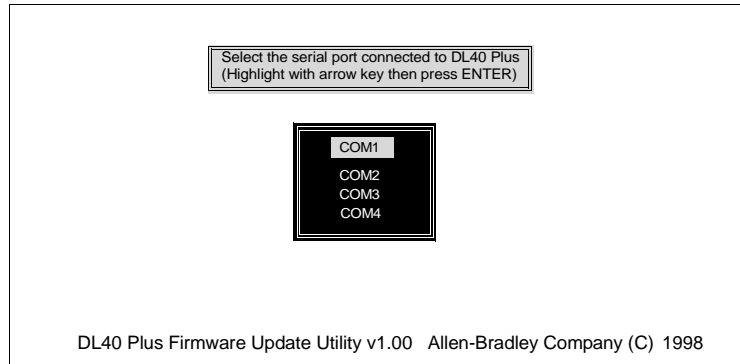 Select the serial port connected to DL40 Plus
(Highlight with arrow key then press ENTER)
COM1
COM2
COM3
COM4
DL40 Plus Firmware Update Utility v1.00 Allen-Bradley Company (C) 1998